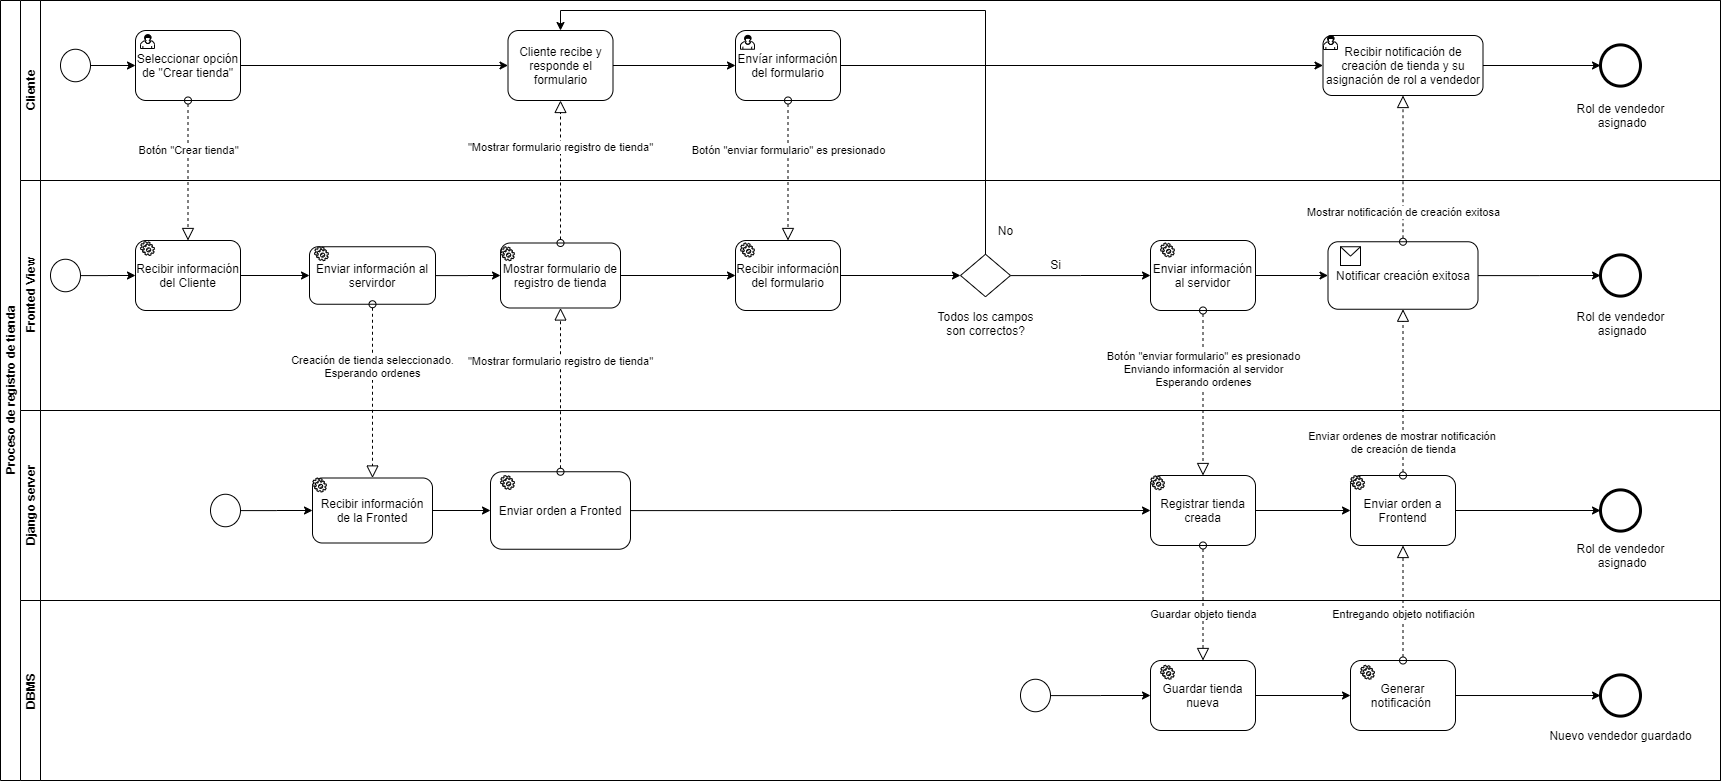 Proceso de registro de tienda
Cliente
Seleccionar opción
de "Crear tienda"
Cliente recibe y
responde el
formulario
Envíar información
del formulario
Recibir notificación de
creación de tienda y su
asignación de rol a vendedor
Rol de vendedor
asignado
Botón "Crear tienda"
"Mostrar formulario registro de tienda"
Botón "enviar formulario" es presionado
Mostrar notificación de creación exitosa
Fronted View
Recibir información
del Cliente
Enviar información al
servirdor
Mostrar formulario de
registro de tienda
Recibir información
del formulario
No
Si
Todos los campos
son correctos?
Enviar información
al servidor
Notificar creación exitosa
Rol de vendedor
asignado
Creación de tienda seleccionado.
Esperando ordenes
"Mostrar formulario registro de tienda"
Botón "enviar formulario" es presionado
Enviando información al servidor
Esperando ordenes
Enviar ordenes de mostrar notificación
de creación de tienda
Django server
Recibir información
de la Fronted
Enviar orden a Fronted
Registrar tienda
creada
Enviar orden a
Frontend
Rol de vendedor
asignado
Guardar objeto tienda
Entregando objeto notifiación
DBMS
Guardar tienda
nueva
Generar
notificación
Nuevo vendedor guardado